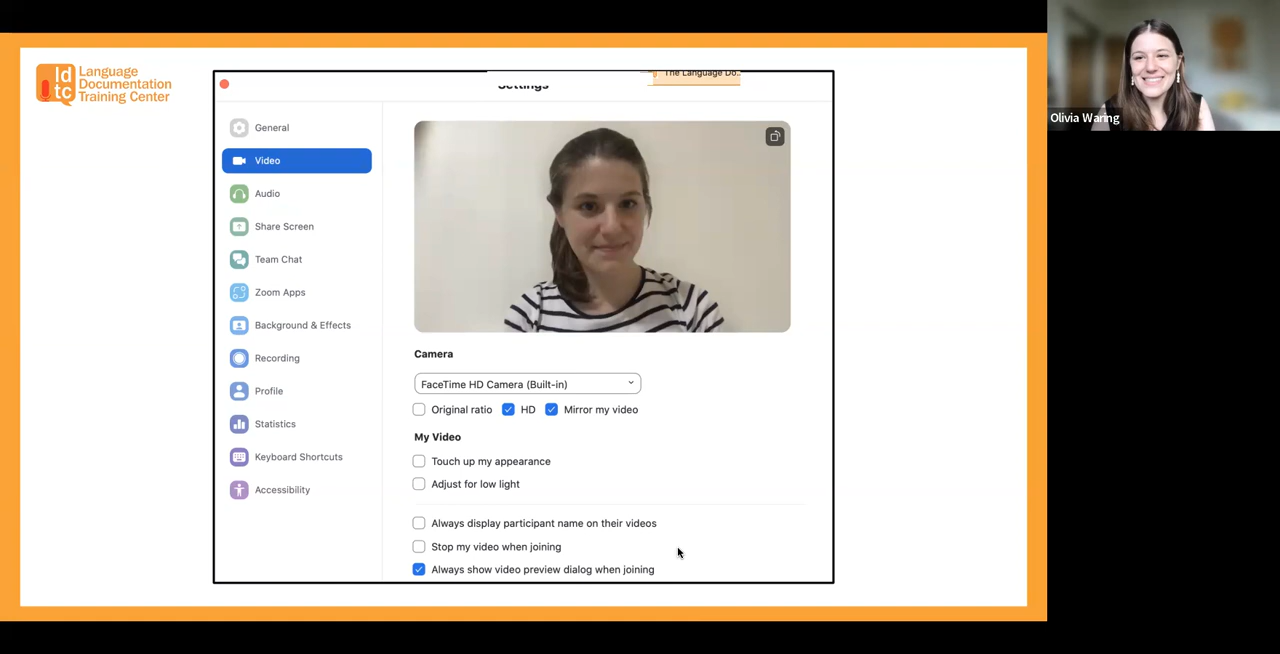 ld
tc
Language
Documentation
Training Center
Settings
The Language Do..
General
Video
Audio
Share Screen
Team Chat
Zoom Apps
Background & Effects
Recording
Profile
Statistics
Keyboard Shortcuts
Accessibility
Camera
FaceTime HD Camera (Built-in)
Original ratio HD Mirror my video
My Video
Touch up my appearance
Adjust for low light
Always display participant name on their videos
Stop my video when joining
Always show video preview dialog when joining
Olivia Waring